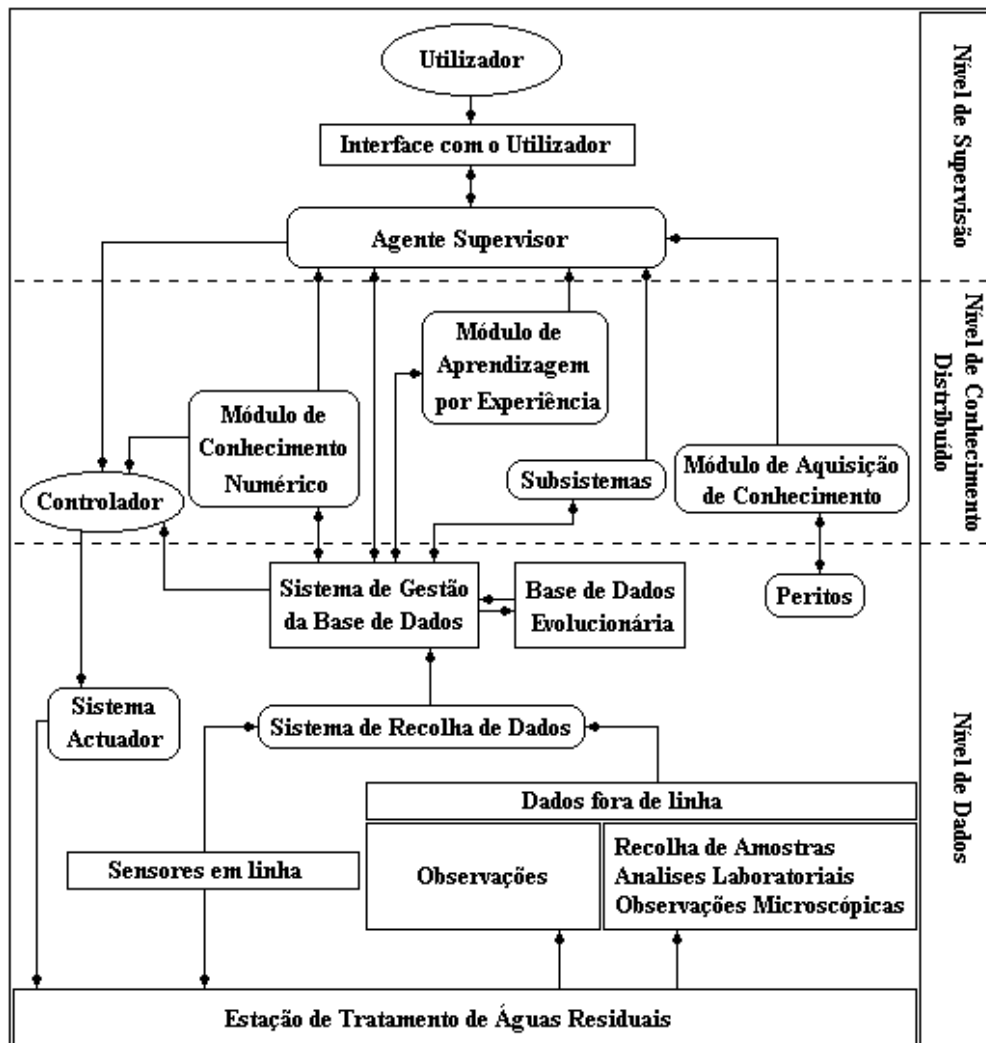 Utilizador
Interface com o Utilizador
Agente Supervisor
Nível de Supervisão
Módulo de
Aprendizagem
por Experiência
Módulo de
Conhecimento
Numérico
Controlador
Subsistemas
Módulo de Aquisição
de Conhecimento
Nível de Conhecimento
Distribuído
Sistema de Gestão
da Base de Dados
Base de Dados
Evolucionária
Peritos
Sistema
Actuador
Sistema de Recolha de Dados
Dados fora de linha
Sensores em linha
Observações
Recolha de Amostras
Analises Laboratoriais
Observações Microscópicas
Nível de Dados
Estação de Tratamento de Águas Residuais